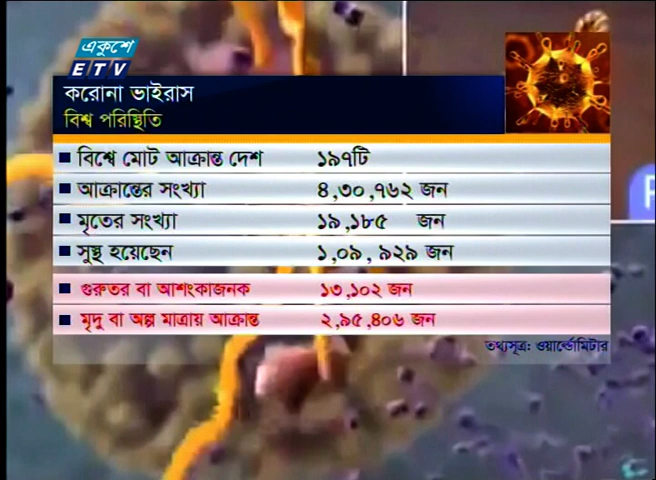 একুশে
ETV
করোনা ভাইরাস
বিশ্ব পরিস্থিতি
বিশ্বে মোট আক্রান্ত দেশ ১৯৭টি
আক্রান্তের সংখ্যা ৪,৩০,৭৬২ জন
মৃতের সংখ্যা ১৯,১৮৫ জন
সুস্থ হয়েছেন ১,০৯, ৯২৯ জন
গুরুতর বা আশংকাজনক ১৩,১০২ জন
মৃদু বা অল্প মাত্রায় আক্রান্ত ২,৯৫,৪০৬ জন
তথ্যসূত্র: ওয়ার্ল্ডোমিটার